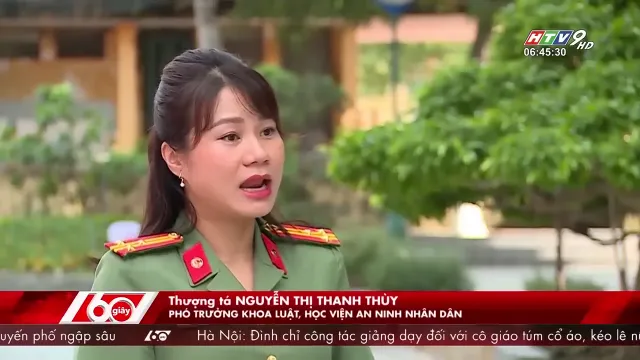 HTV9HD
06:45:30
Thượng tá NGUYỄN THỊ THANH THÙY
PHÓ TRƯỞNG KHOA LUẬT, HỌC VIỆN AN NINH NHÂN DÂN
60 giây
uyến phố ngập sâu 60 giây Hà Nội: Đình chỉ công tác giảng dạy đối với cô giáo túm cổ áo, kéo lê n